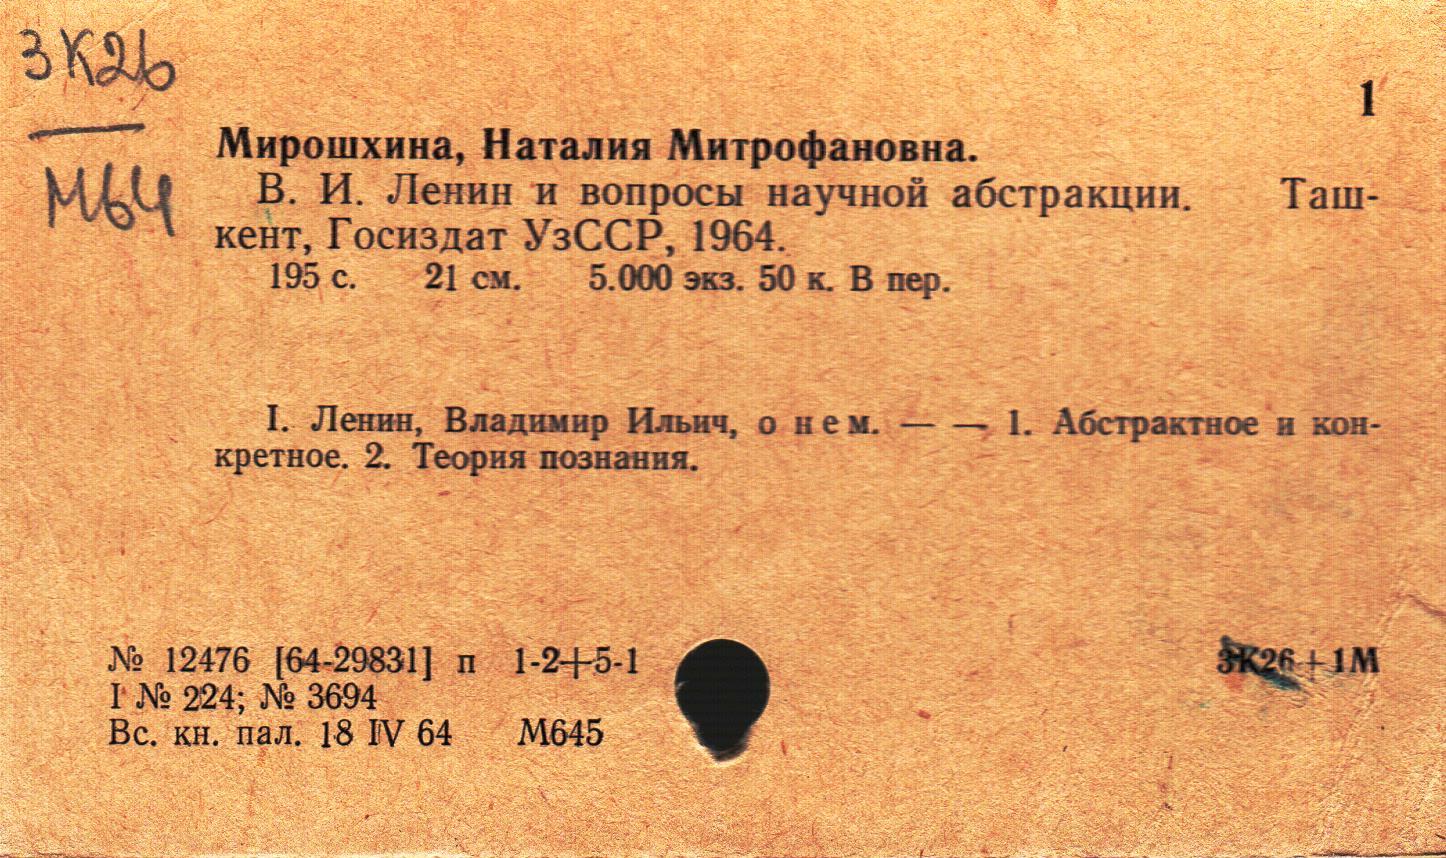 3К26
1
М64
Мирошхина, Наталия Митрофановна.
В. И. Ленин и вопросы научной абстракции. Таш-
кент, Госиздат УзССР, 1964.
195 с. 21 см. 5.000 экз. 50 к. В пер.
I. Ленин, Владимир Ильич, о нем. — — 1. Абстрактное и кон-
кретное. 2. Теория познания.
№ 12476 [64-29831] п 1-2+5-1
3К26+1М
I № 224; № 3694
Вс. кн. пал. 18 IV 64 М645